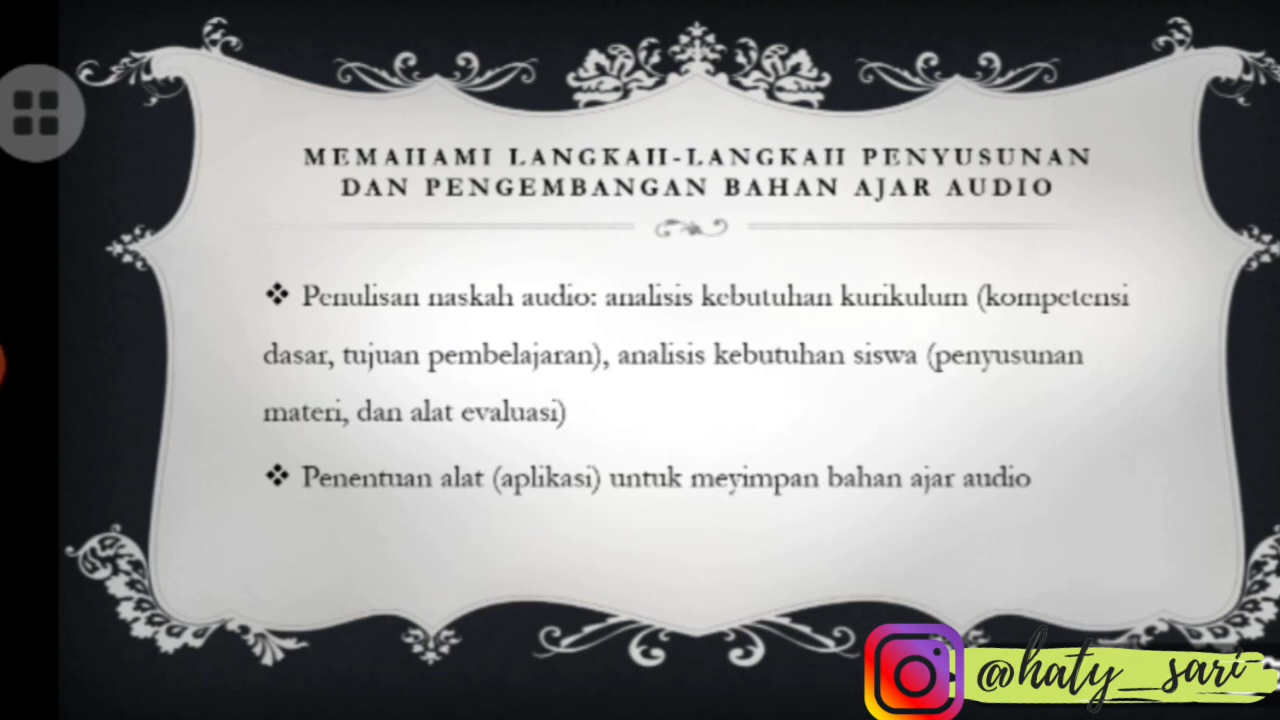 MEMAHAMI LANGKAH-LANGKAH PENYUSUNAN
DAN PENGEMBANGAN BAHAN AJAR AUDIO
❖ Penulisan naskah audio: analisis kebutuhan kurikulum (kompetensi
dasar, tujuan pembelajaran), analisis kebutuhan siswa (penyusunan
materi, dan alat evaluasi)
❖ Penentuan alat (aplikasi) untuk meyimpan bahan ajar audio
@haty_sari